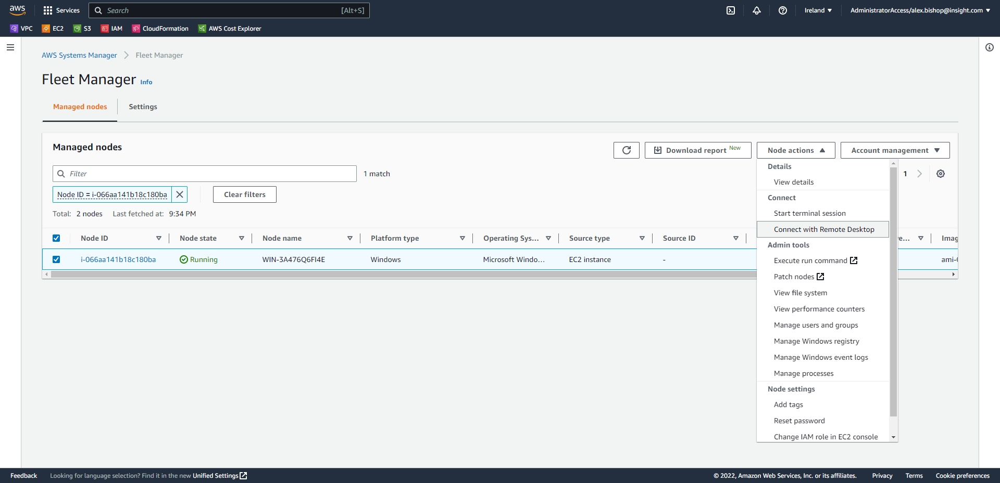 aws Services Search [Alt+S] Ireland AdministratorAccess/alex.bishop@insight.com
VPC EC2 S3 IAM CloudFormation AWS Cost Explorer
AWS Systems Manager Fleet Manager
Fleet Manager Info
Managed nodes Settings
Managed nodes Download report New Node actions Account management
Filter 1 match 1
Node ID = i-066aa141b18c180ba Clear filters
Total: 2 nodes Last fetched at: 9:34 PM
Node ID Node state Node name Platform type Operating Sys... Source type Source ID e... Imag
i-066aa141b18c180ba Running WIN-3A476Q6FI4E Windows Microsoft Windo... EC2 instance - ami-0
Details
View details
Connect
Start terminal session
Connect with Remote Desktop
Admin tools
Execute run command
Patch nodes
View file system
View performance counters
Manage users and groups
Manage Windows registry
Manage Windows event logs
Manage processes
Node settings
Add tags
Reset password
Change IAM role in EC2 console
Feedback Looking for language selection? Find it in the new Unified Settings © 2022, Amazon Web Services, Inc. or its affiliates. Privacy Terms Cookie preferences